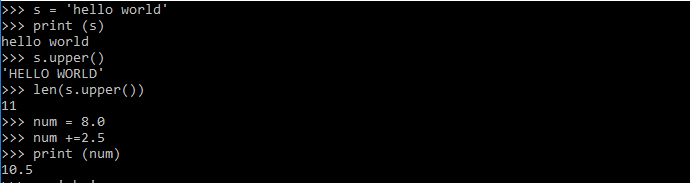 >>> s = 'hello world'
>>> print (s)
hello world
>>> s.upper()
'HELLO WORLD'
>>> len(s.upper())
11
>>> num = 8.0
>>> num +=2.5
>>> print (num)
10.5